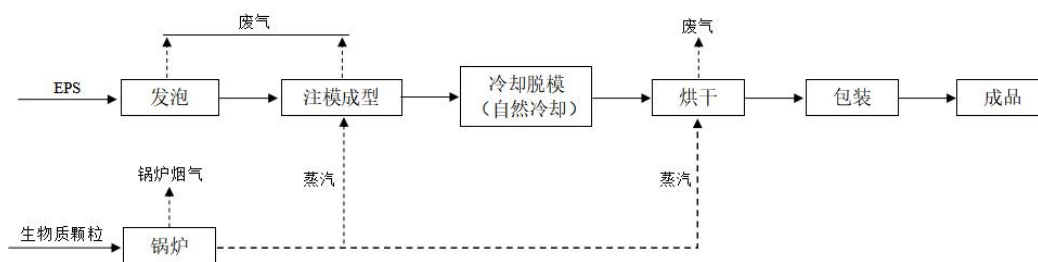 废气
废气
EPS
发泡
注模成型
冷却脱模
（自然冷却）
烘干
包装
成品
锅炉烟气
蒸汽
蒸汽
生物质颗粒
锅炉